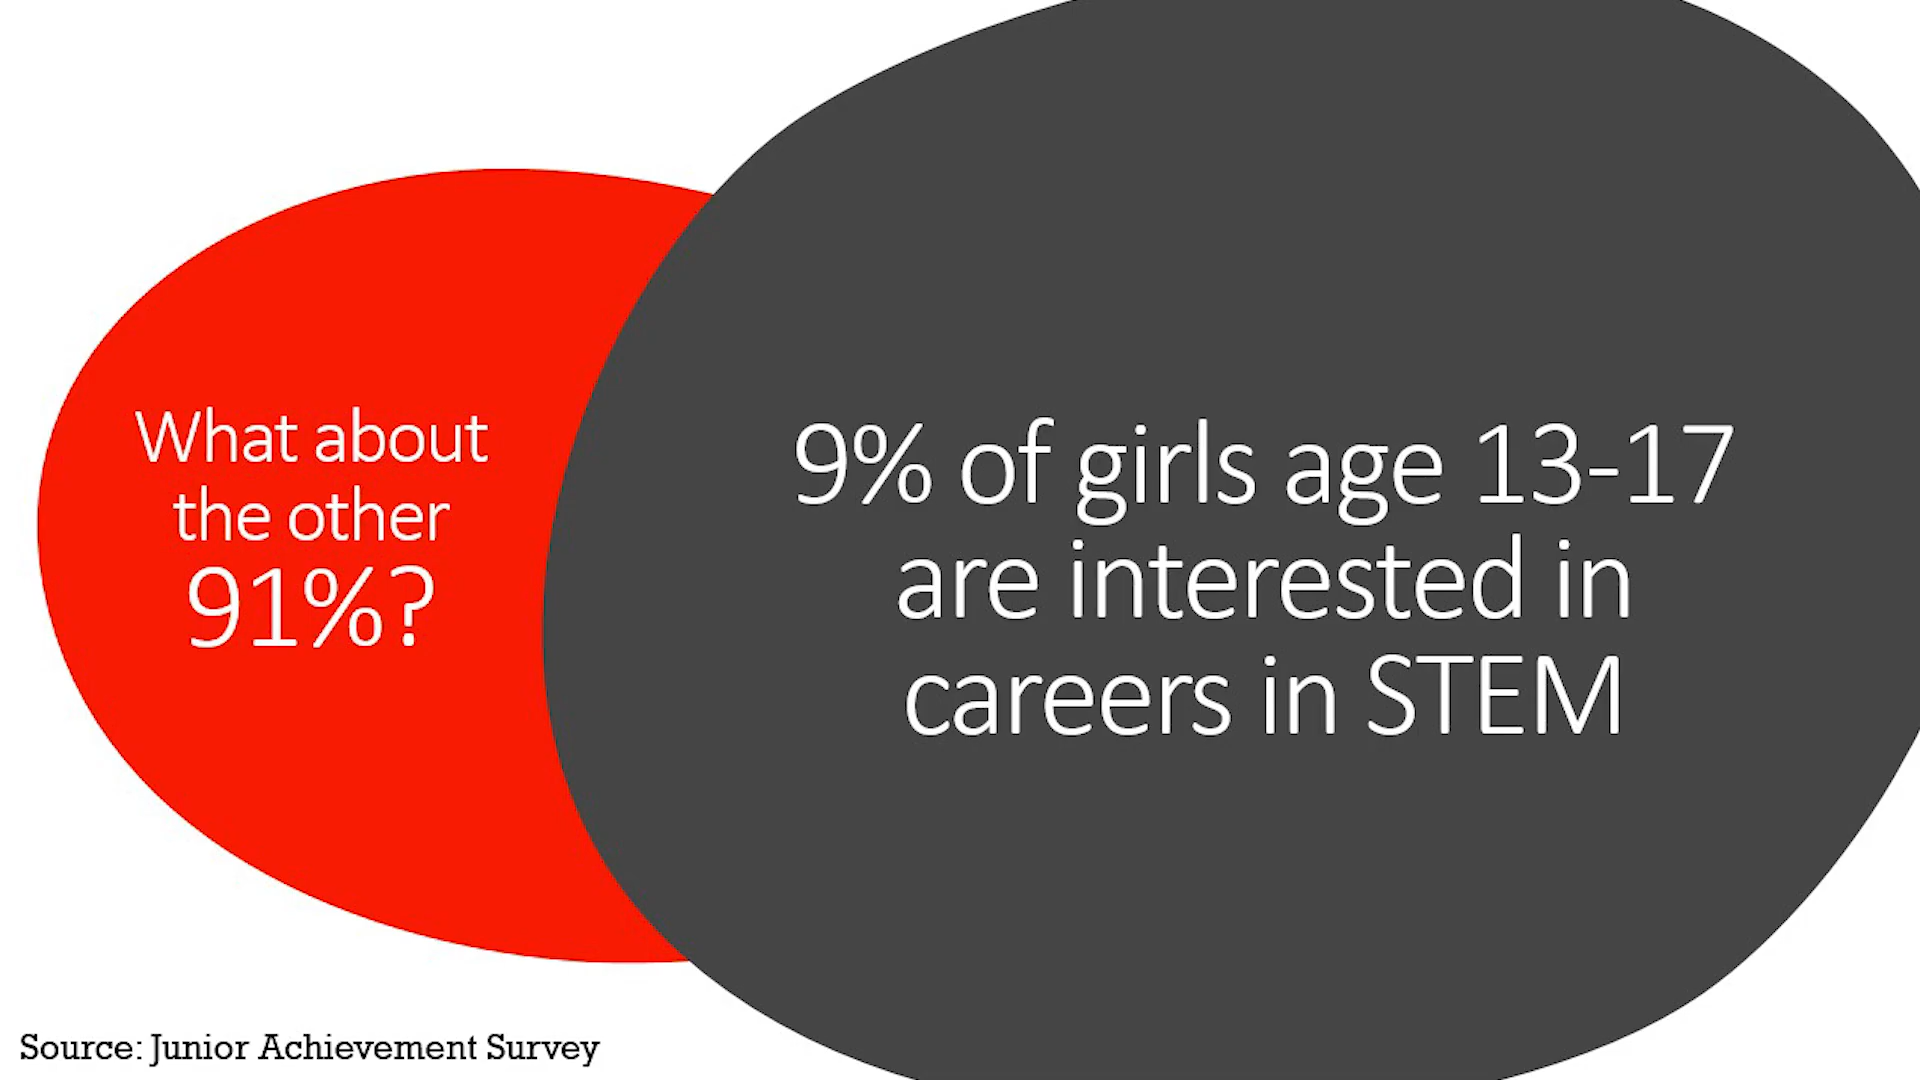 What about
the other
91%?
9% of girls age 13-17
are interested in
careers in STEM
Source: Junior Achievement Survey